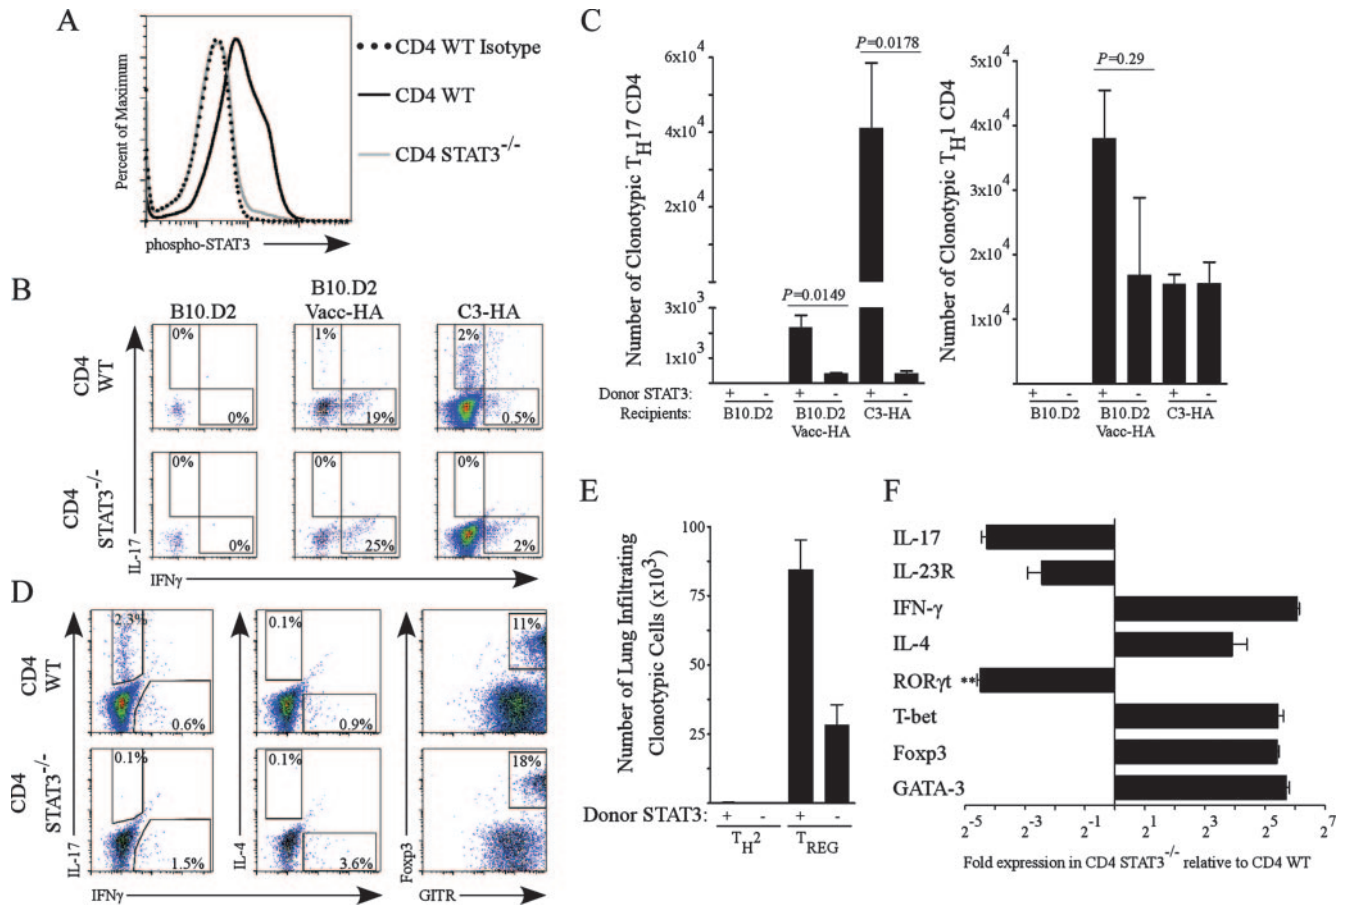 A
Percent of Maximum
phospho-STAT3
CD4 WT Isotype
CD4 WT
CD4 STAT3-/-
B
B10.D2
B10.D2
Vacc-HA
C3-HA
CD4
WT
0%
0%
1%
19%
2%
0.5%
CD4
STAT3-/-
0%
0%
0%
25%
0%
2%
IL-17
IFNγ
C
Number of Clonotypic TH17 CD4
6x10^4
4x10^4
2x10^4
3x10^3
1x10^3
P=0.0149
P=0.0178
Donor STAT3: + - + - + -
Recipients: B10.D2 B10.D2 C3-HA
Vacc-HA
Number of Clonotypic TH1 CD4
5x10^4
4x10^4
3x10^4
2x10^4
1x10^4
P=0.29
+ - + - + -
B10.D2 B10.D2 C3-HA
Vacc-HA
D
CD4
WT
2.3%
0.6%
0.1%
0.9%
11%
CD4
STAT3-/-
0.1%
1.5%
0.1%
3.6%
18%
IL-17
IL-4
Foxp3
IFNγ
GITR
E
Number of Lung Infiltrating
Clonotypic Cells (x10^3)
100
75
50
25
Donor STAT3: + - + -
TH2 TREG
F
IL-17
IL-23R
IFN-γ
IL-4
RORγt
**
T-bet
Foxp3
GATA-3
2^-5 2^-3 2^-1 2^1 2^3 2^5 2^7
Fold expression in CD4 STAT3-/- relative to CD4 WT